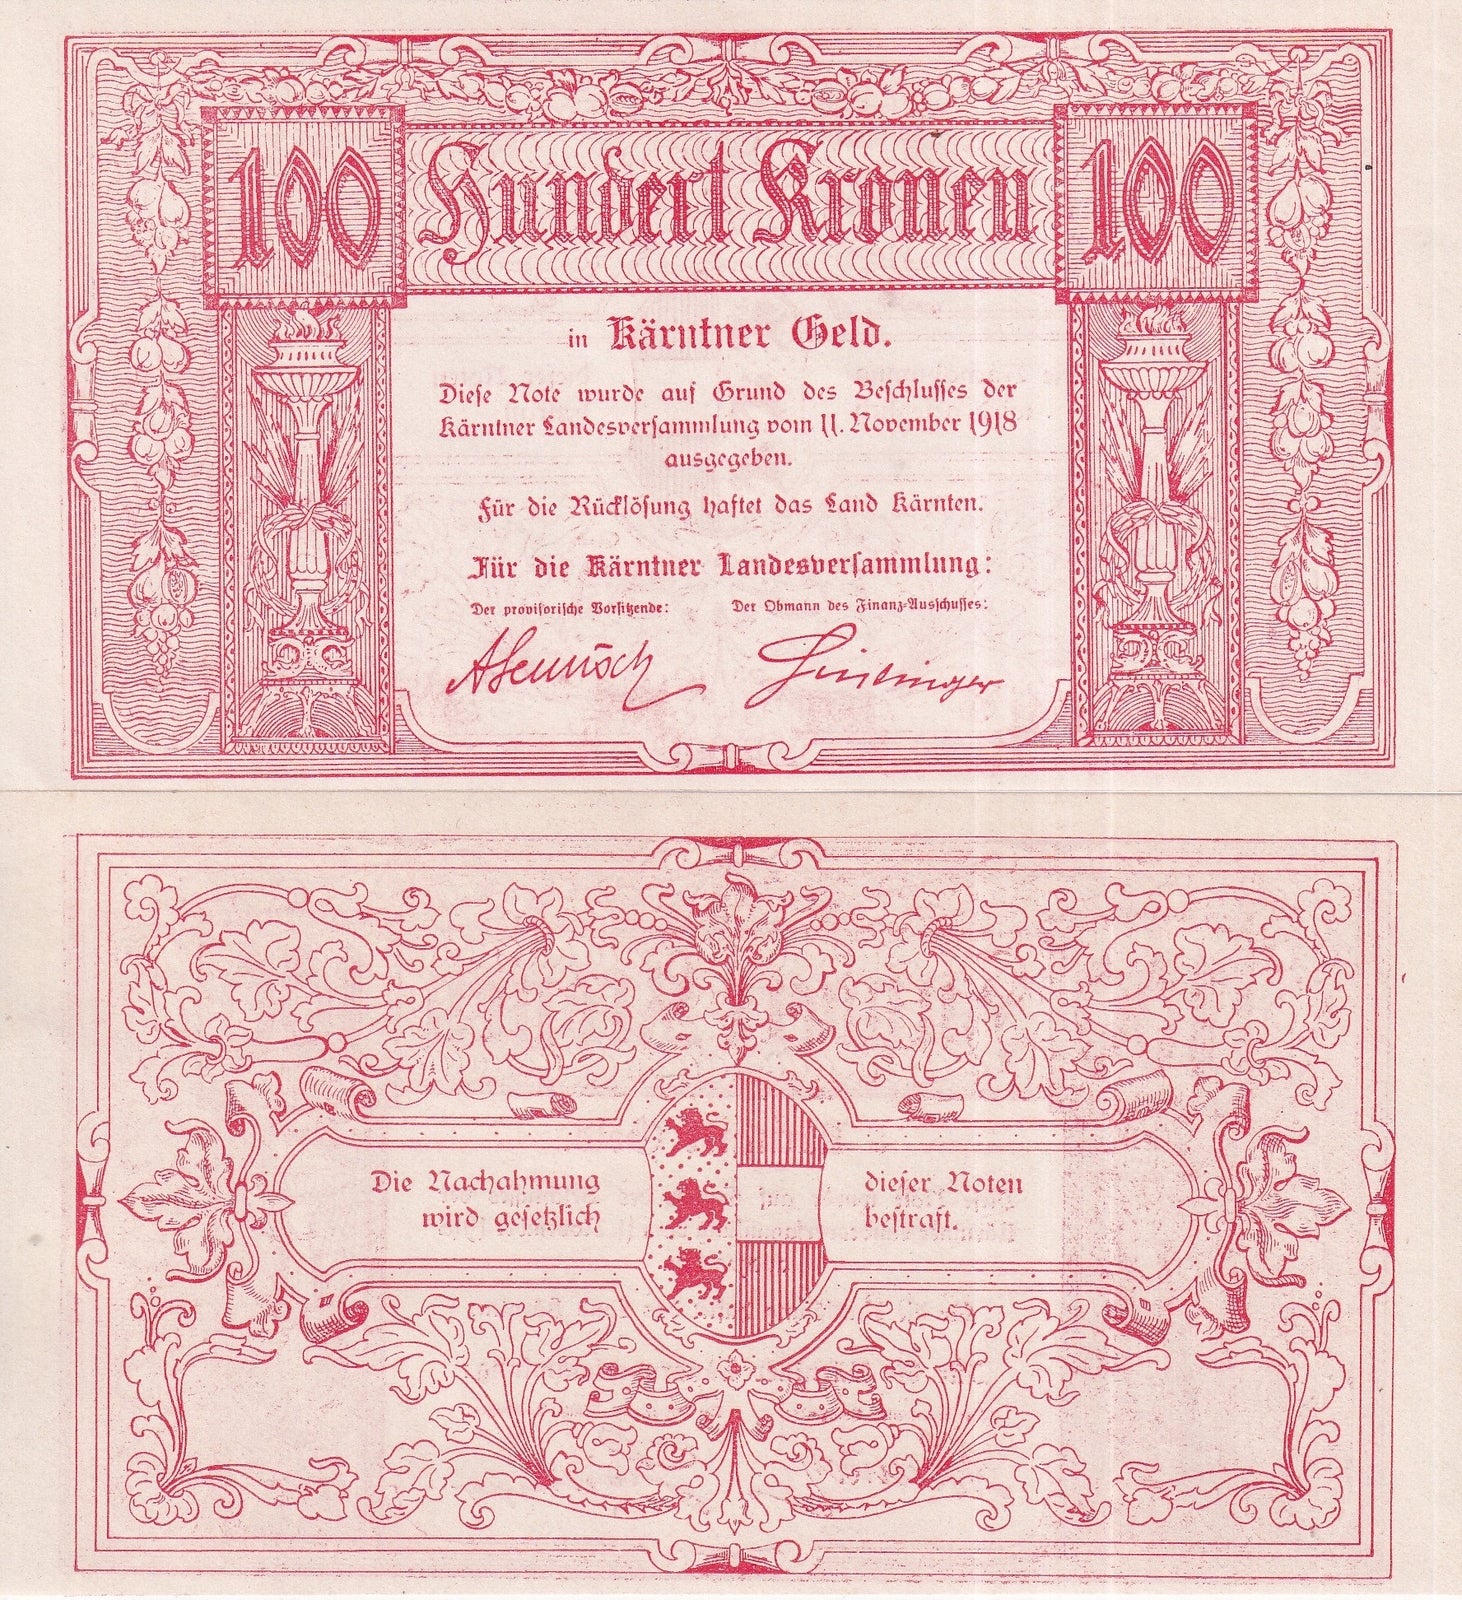 100 Hundert Kronen 100
in Kärntner Geld.
Diese Note wurde auf Grund des Beschlusses der
Kärntner Landesversammlung vom 11. November 1918
ausgegeben.
Für die Rücklösung haftet das Land Kärnten.
Für die Kärntner Landesversammlung:
Der provisorische Vorsitzende: Der Obmann des Finanz-Ausschusses:
Die Nachahmung dieser Noten
wird gesetzlich bestraft.